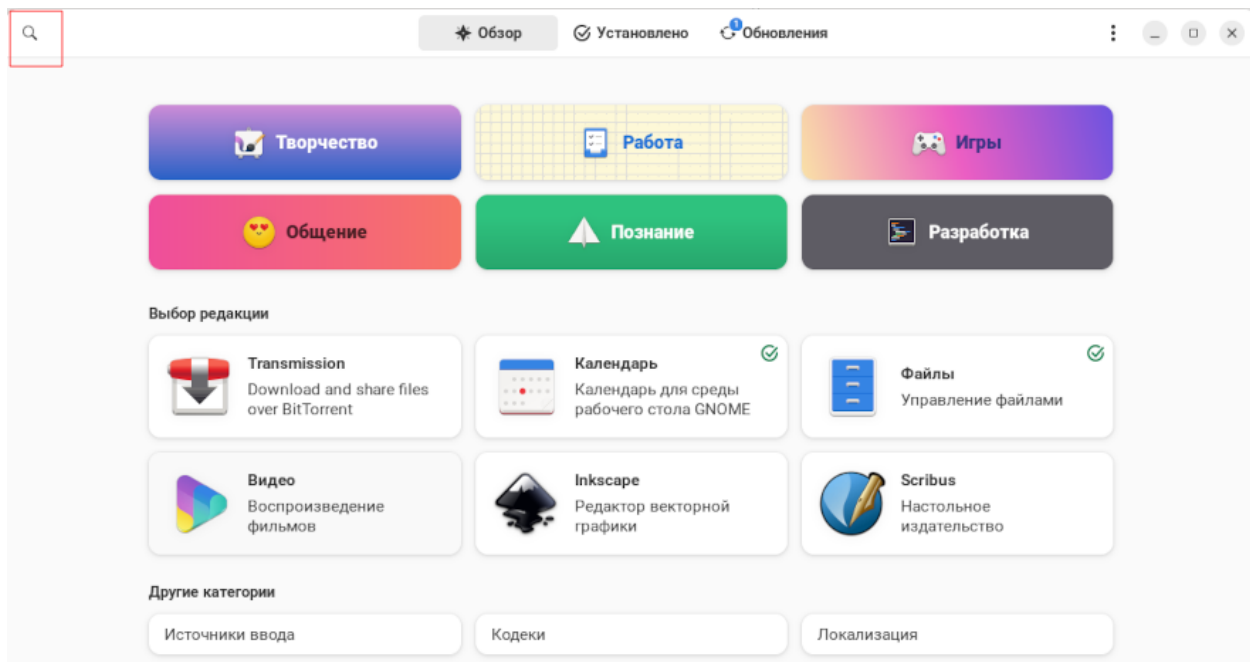 Обзор
Установлено
1
Обновления
Творчество
Работа
Игры
Общение
Познание
Разработка
Выбор редакции
Transmission
Download and share files
over BitTorrent
Календарь
Календарь для среды
рабочего стола GNOME
Файлы
Управление файлами
Видео
Воспроизведение
фильмов
Inkscape
Редактор векторной
графики
Scribus
Настольное
издательство
Другие категории
Источники ввода
Кодеки
Локализация